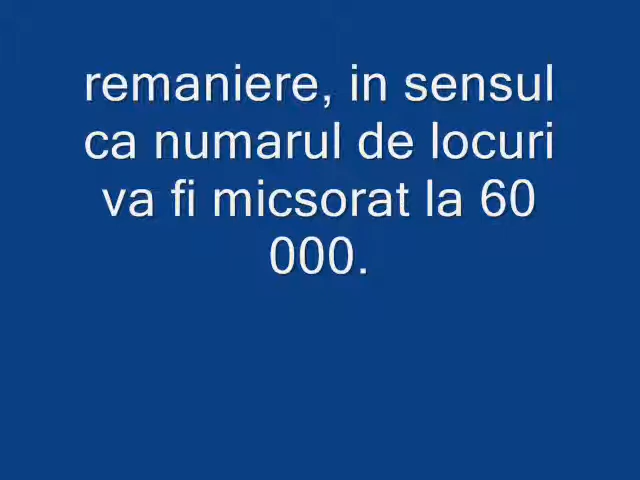 remaniere, in sensul
ca numarul de locuri
va fi micsorat la 60
000.